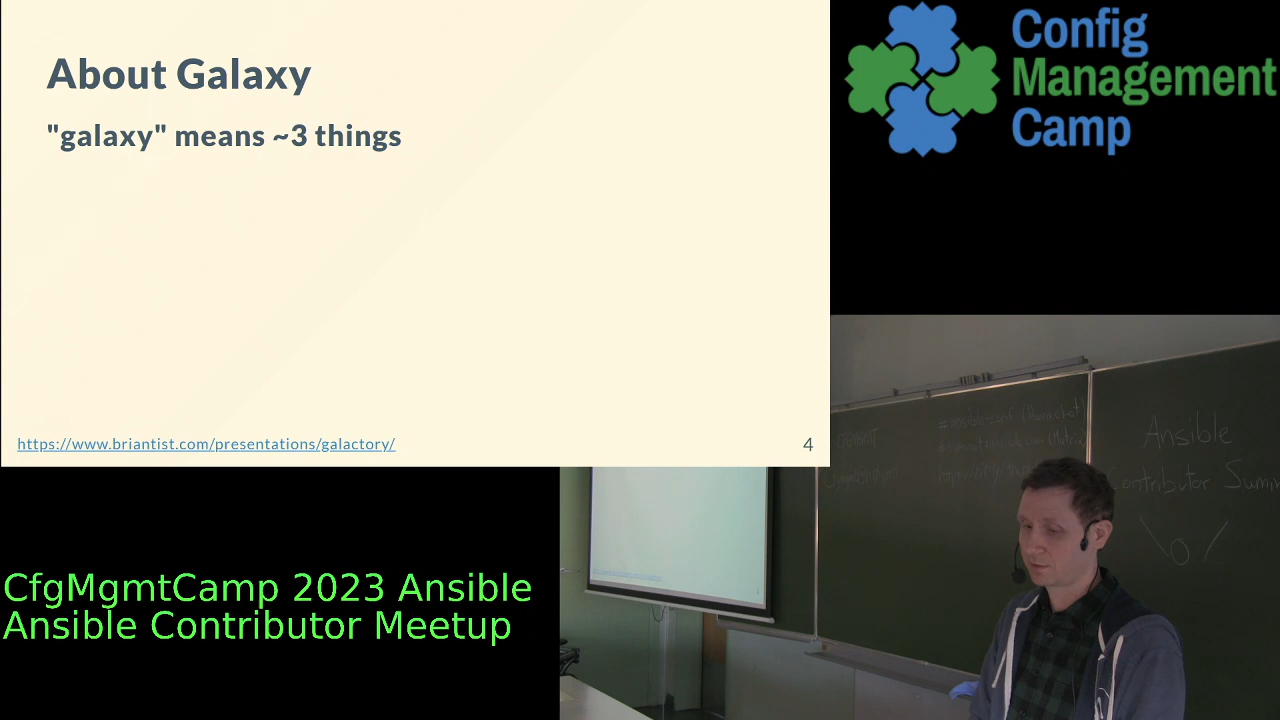 About Galaxy
"galaxy" means ~3 things
https://www.briantist.com/presentations/galactory/
4
Config
Management
Camp
CfgMgmtCamp 2023 Ansible
Ansible Contributor Meetup
Ansible
Contributor
\o/